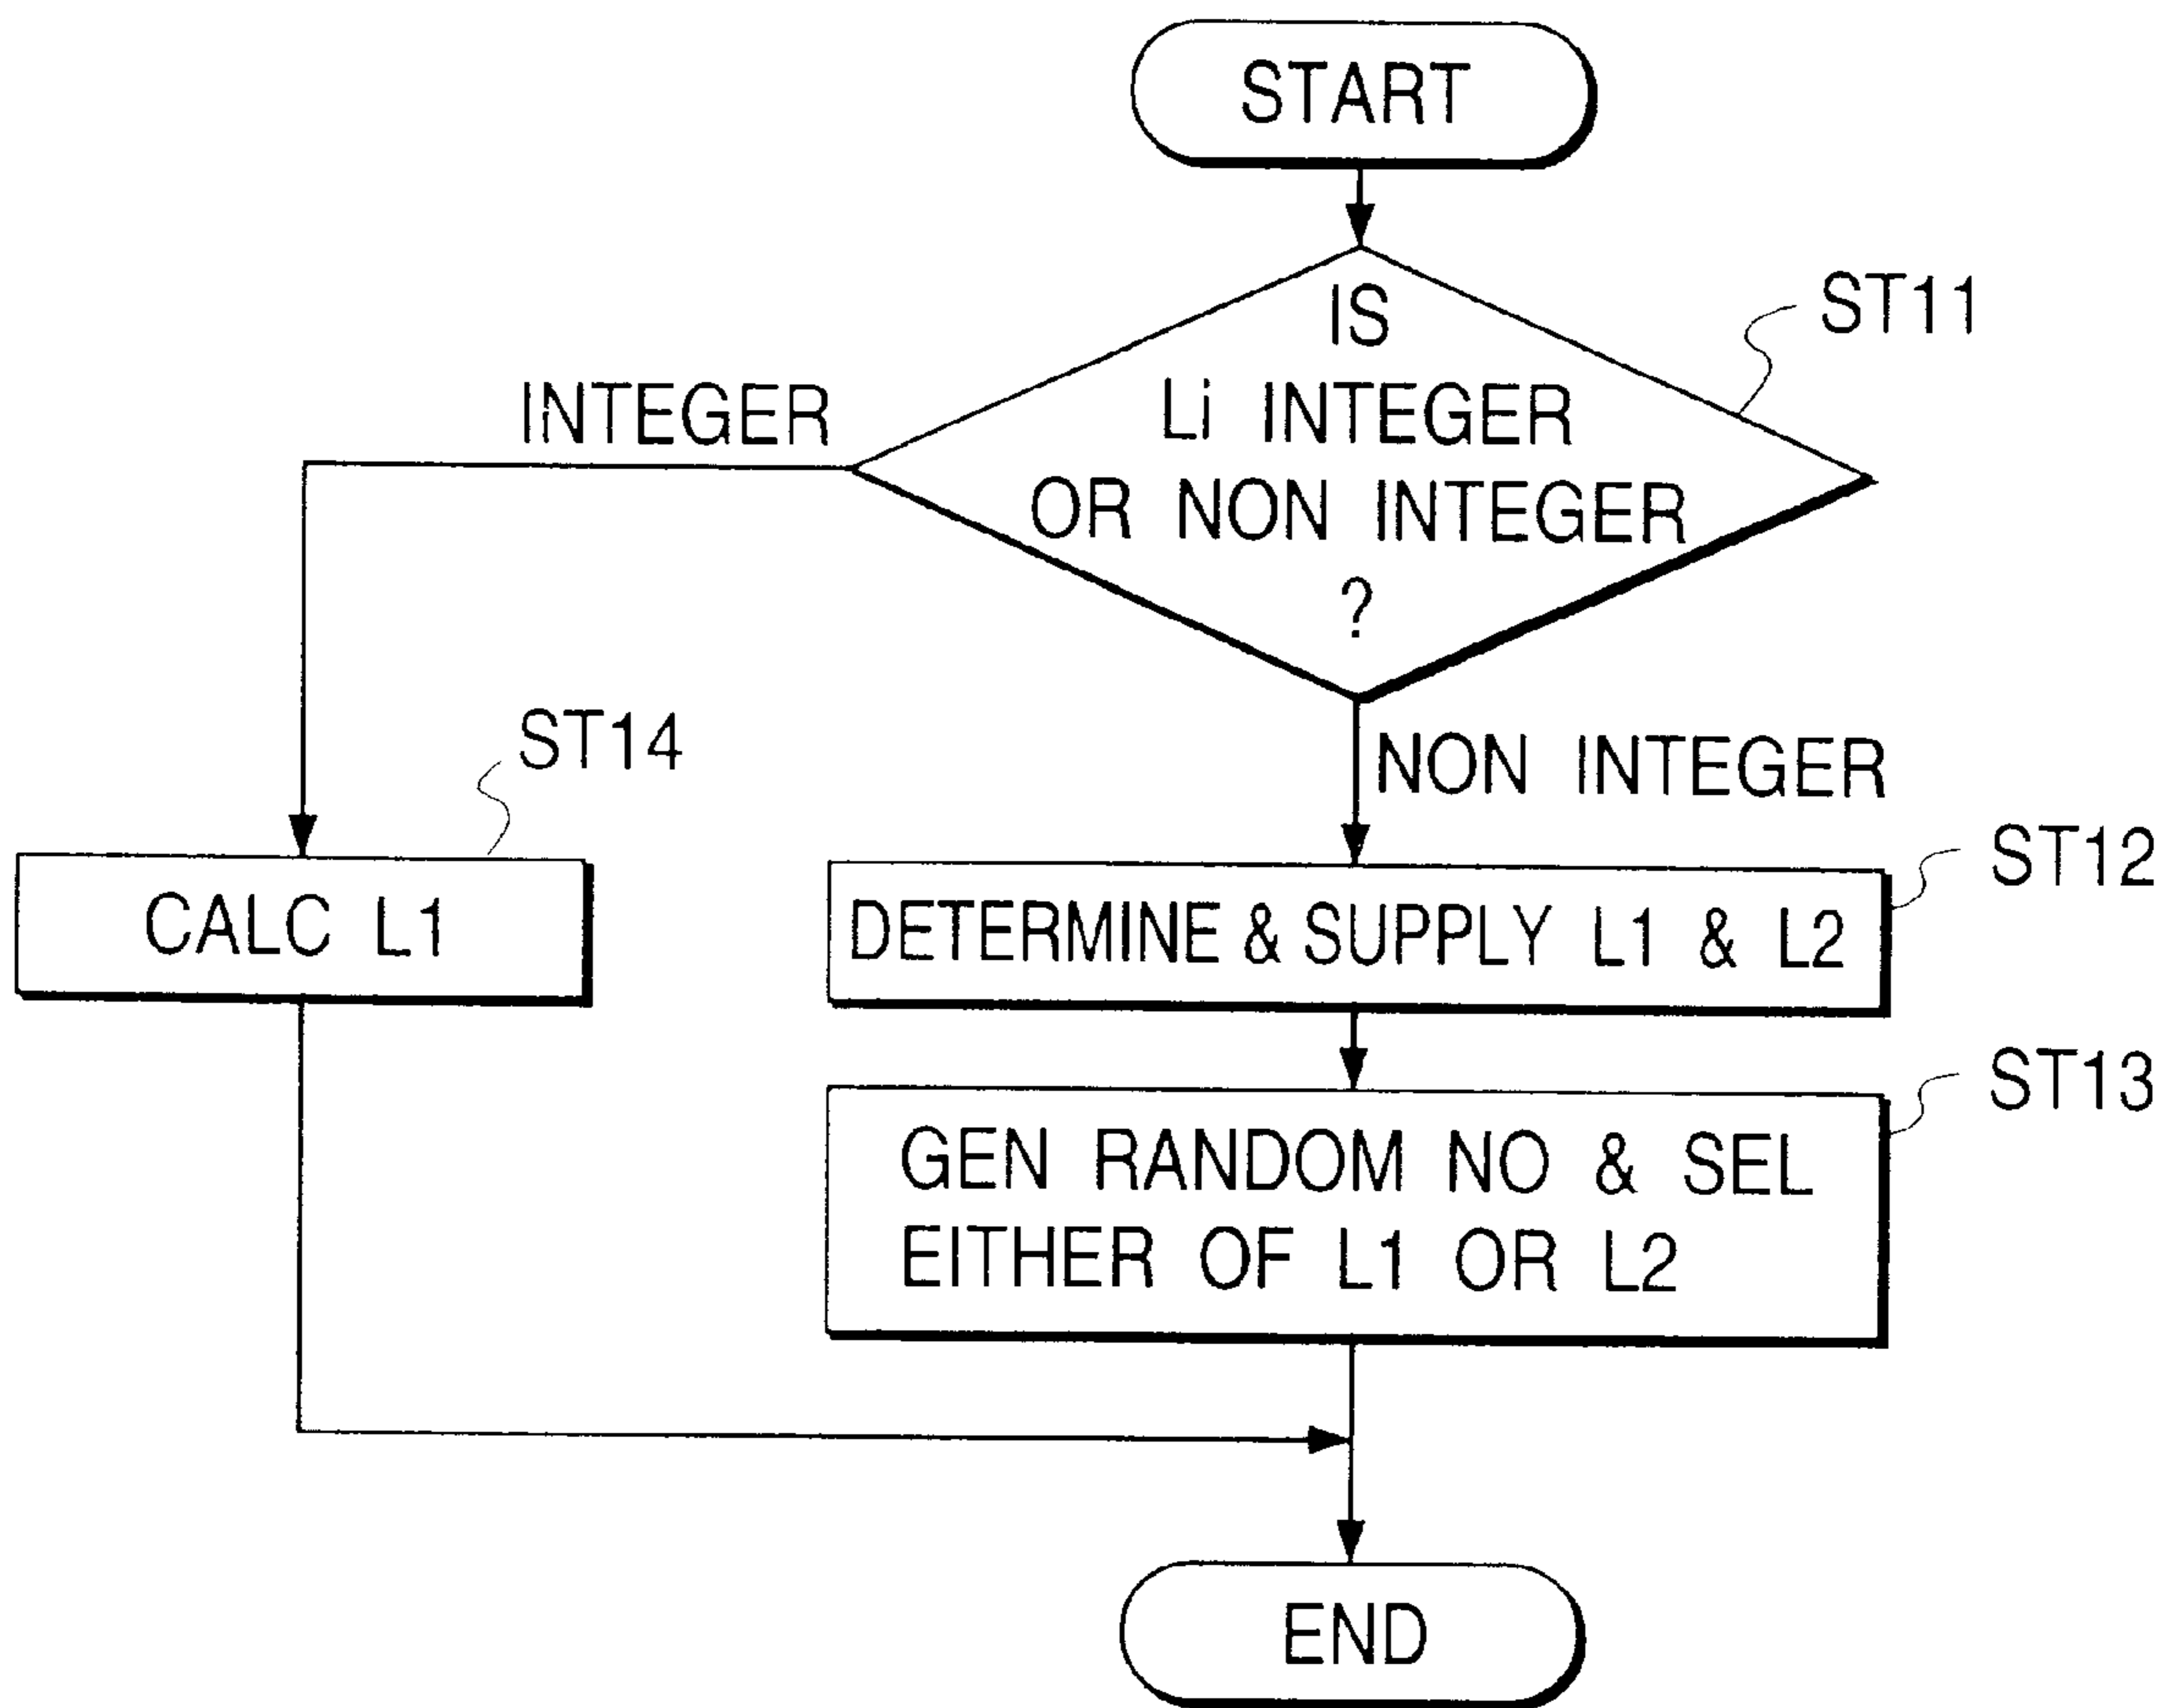 START
IS
Li INTEGER
OR NON INTEGER
?
ST11
INTEGER
NON INTEGER
ST14
CALC L1
ST12
DETERMINE & SUPPLY L1 & L2
ST13
GEN RANDOM NO & SEL
EITHER OF L1 OR L2
END